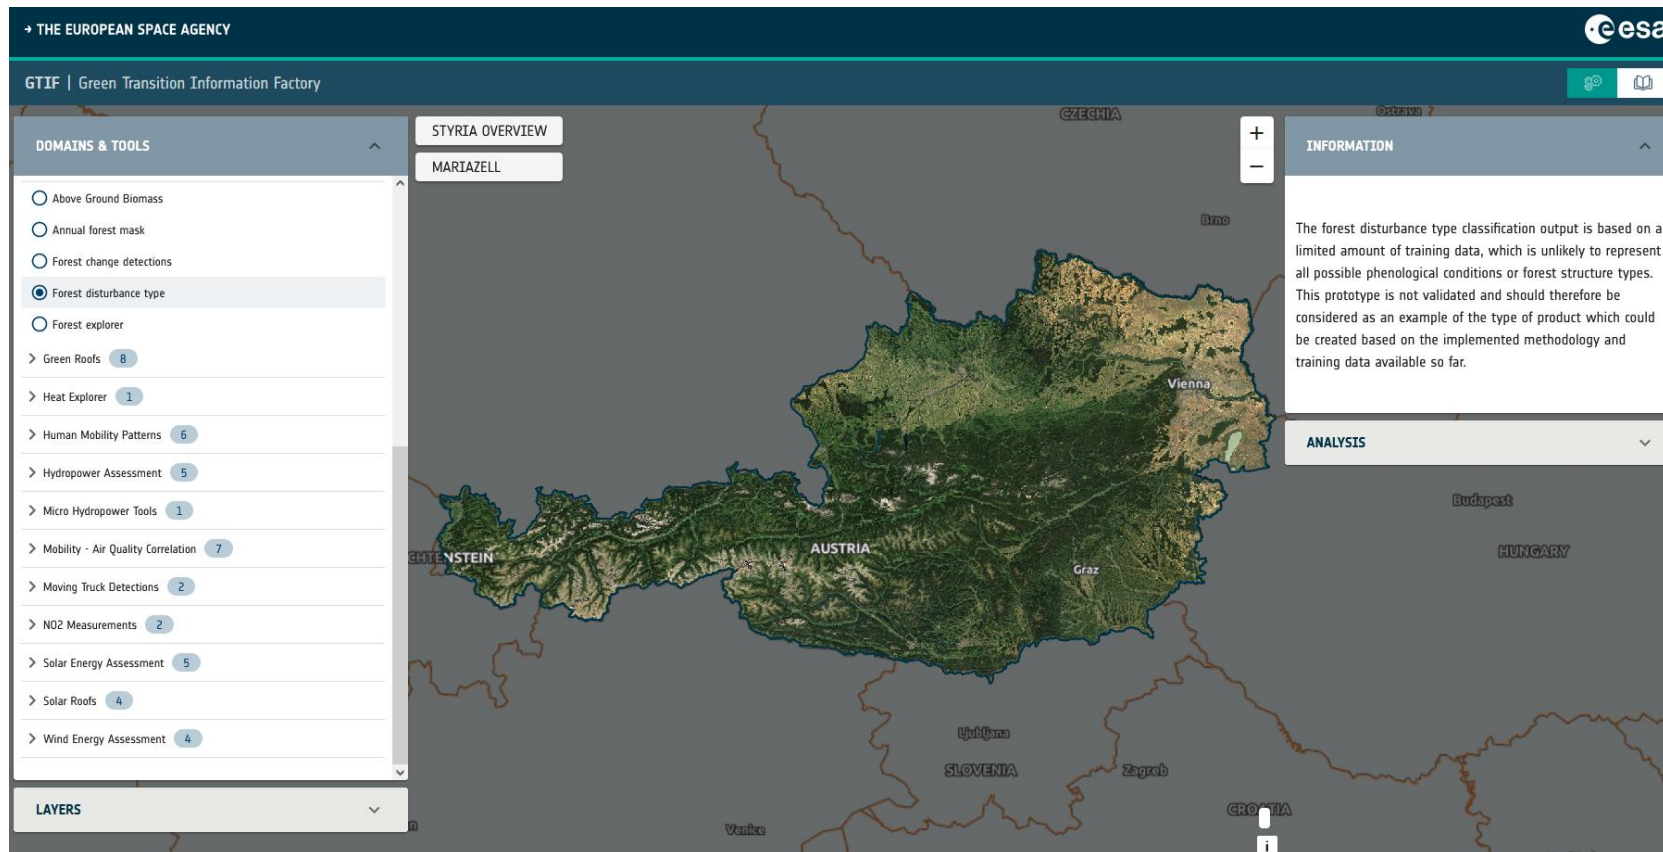 → THE EUROPEAN SPACE AGENCY
esa
GTIF | Green Transition Information Factory
DOMAINS & TOOLS
Above Ground Biomass
Annual forest mask
Forest change detections
Forest disturbance type
Forest explorer
Green Roofs 8
Heat Explorer 1
Human Mobility Patterns 6
Hydropower Assessment 5
Micro Hydropower Tools 1
Mobility - Air Quality Correlation 7
Moving Truck Detections 2
NO2 Measurements 2
Solar Energy Assessment 5
Solar Roofs 4
Wind Energy Assessment 4
LAYERS
STYRIA OVERVIEW
MARIAZELL
CZECHIA
Ostrava
Brno
Vienna
CHTENSTEIN
AUSTRIA
Graz
Budapest
HUNGARY
Ljubljana
SLOVENIA
Zagreb
CROATIA
Venice
+
−
i
INFORMATION
The forest disturbance type classification output is based on a
limited amount of training data, which is unlikely to represent
all possible phenological conditions or forest structure types.
This prototype is not validated and should therefore be
considered as an example of the type of product which could
be created based on the implemented methodology and
training data available so far.
ANALYSIS